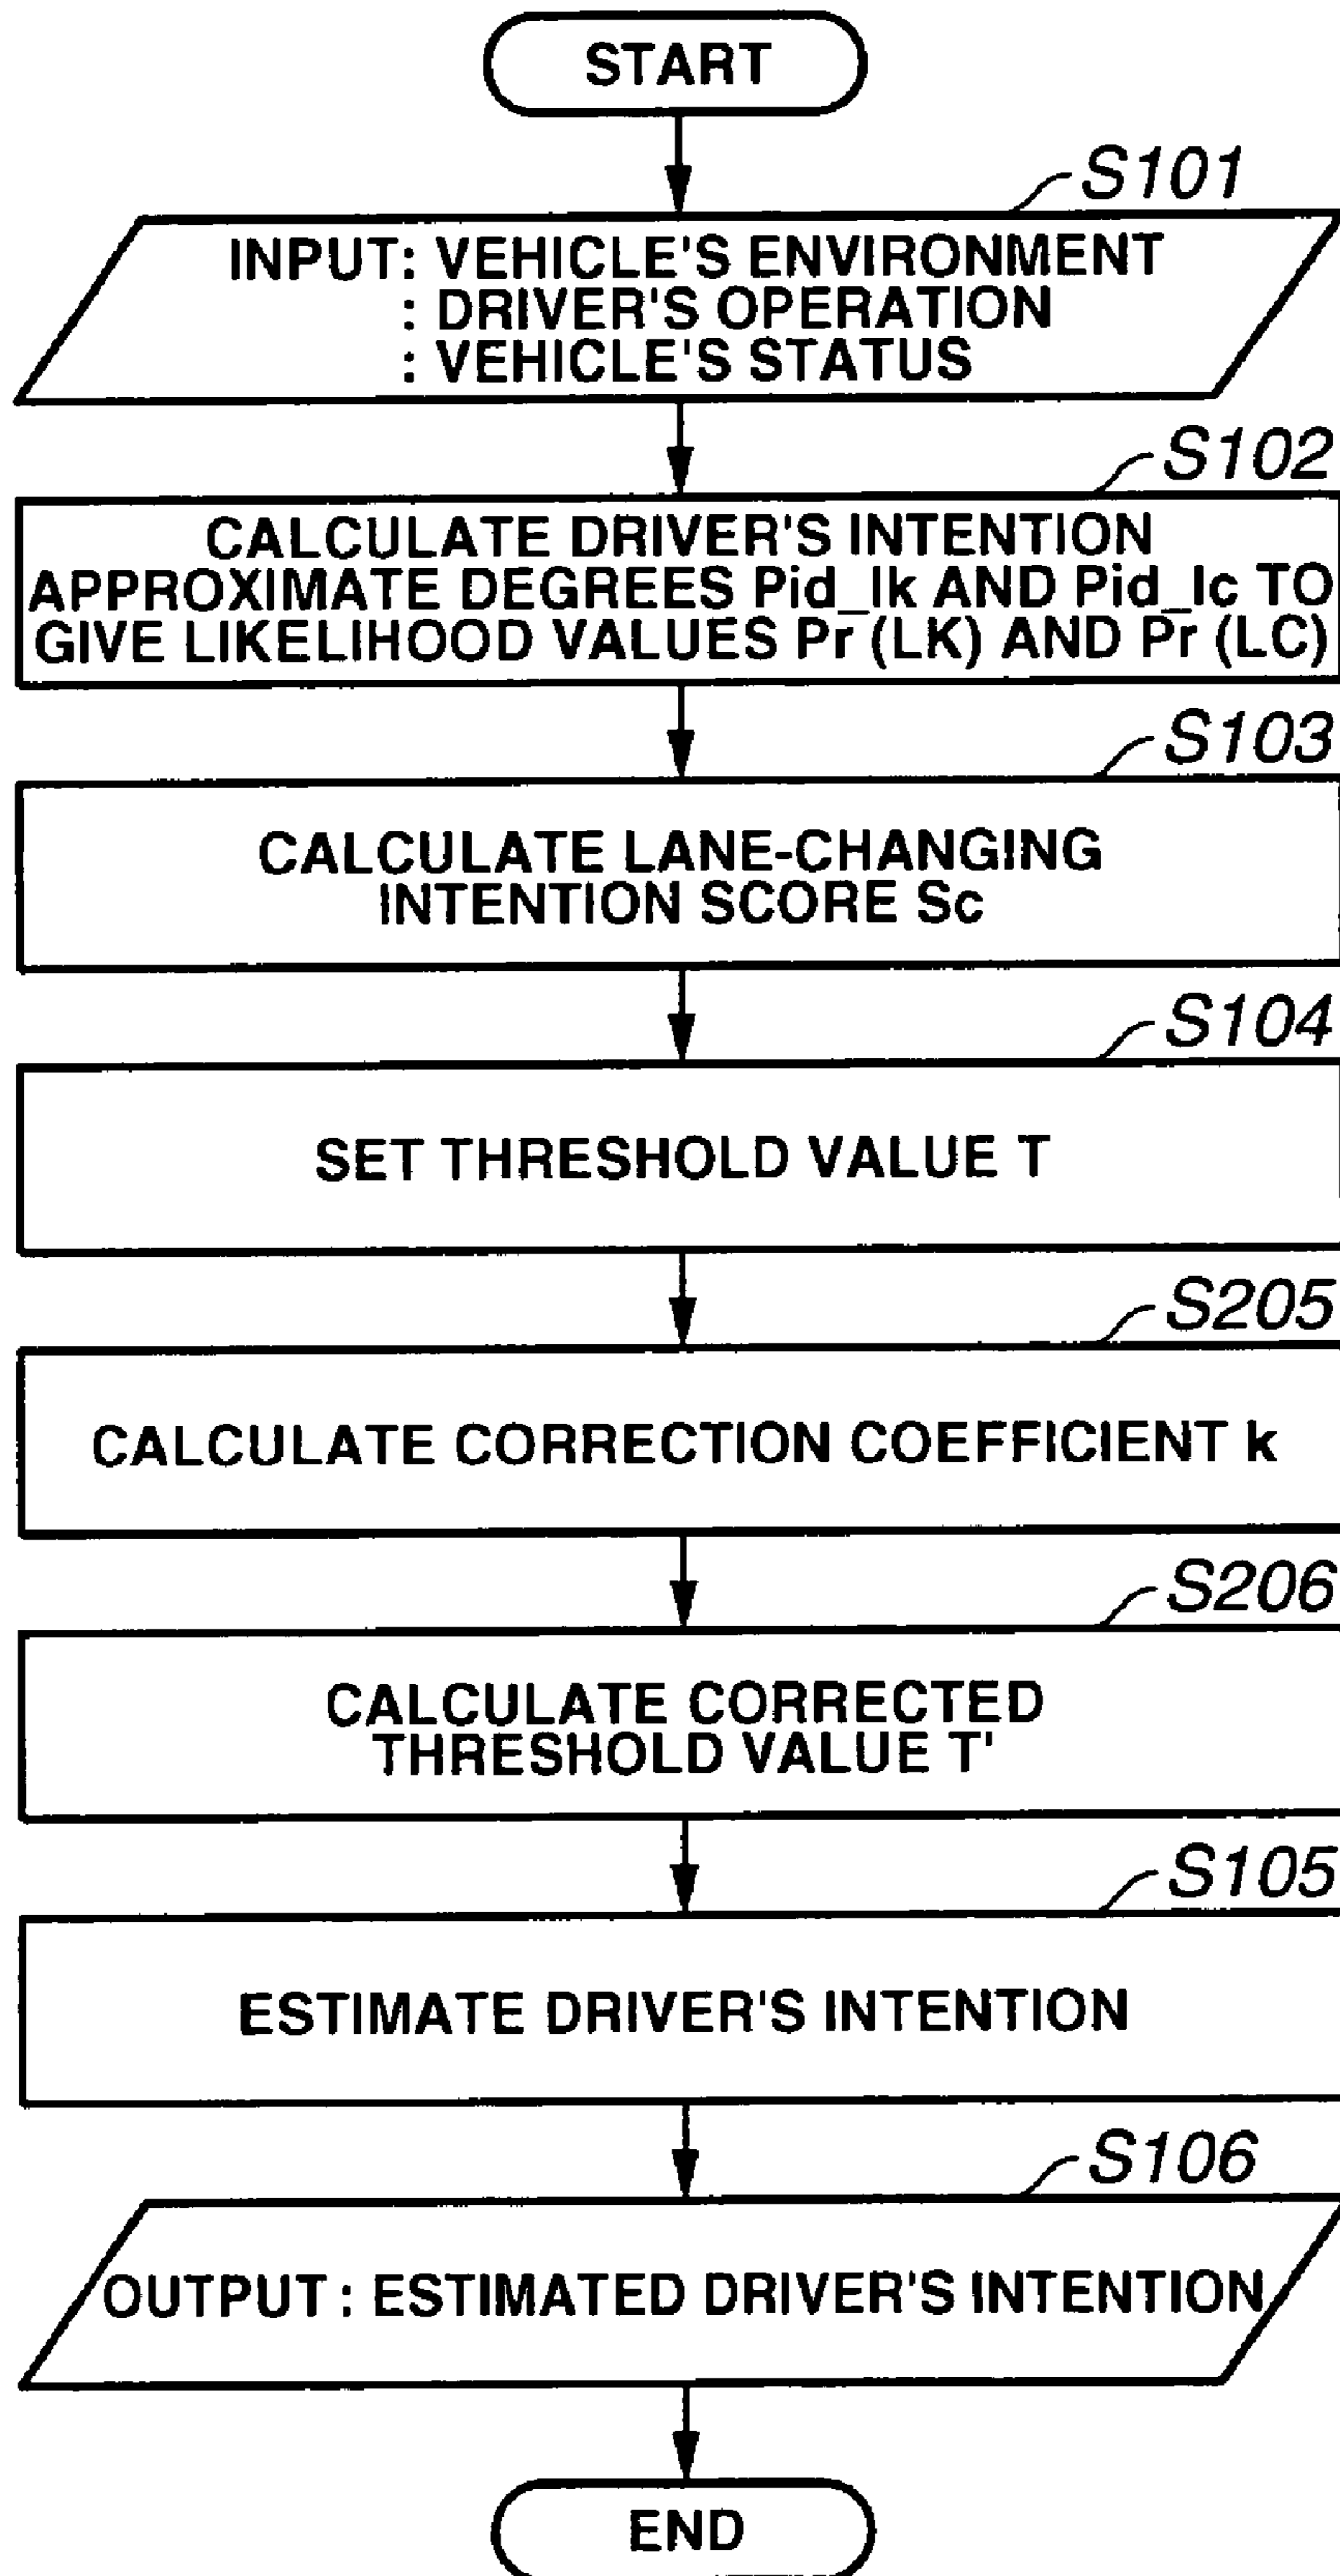 START
S101
INPUT: VEHICLE'S ENVIRONMENT
: DRIVER'S OPERATION
: VEHICLE'S STATUS
S102
CALCULATE DRIVER'S INTENTION
APPROXIMATE DEGREES Pid_lk AND Pid_lc TO
GIVE LIKELIHOOD VALUES Pr (LK) AND Pr (LC)
S103
CALCULATE LANE-CHANGING
INTENTION SCORE Sc
S104
SET THRESHOLD VALUE T
S205
CALCULATE CORRECTION COEFFICIENT k
S206
CALCULATE CORRECTED
THRESHOLD VALUE T'
S105
ESTIMATE DRIVER'S INTENTION
S106
OUTPUT : ESTIMATED DRIVER'S INTENTION
END